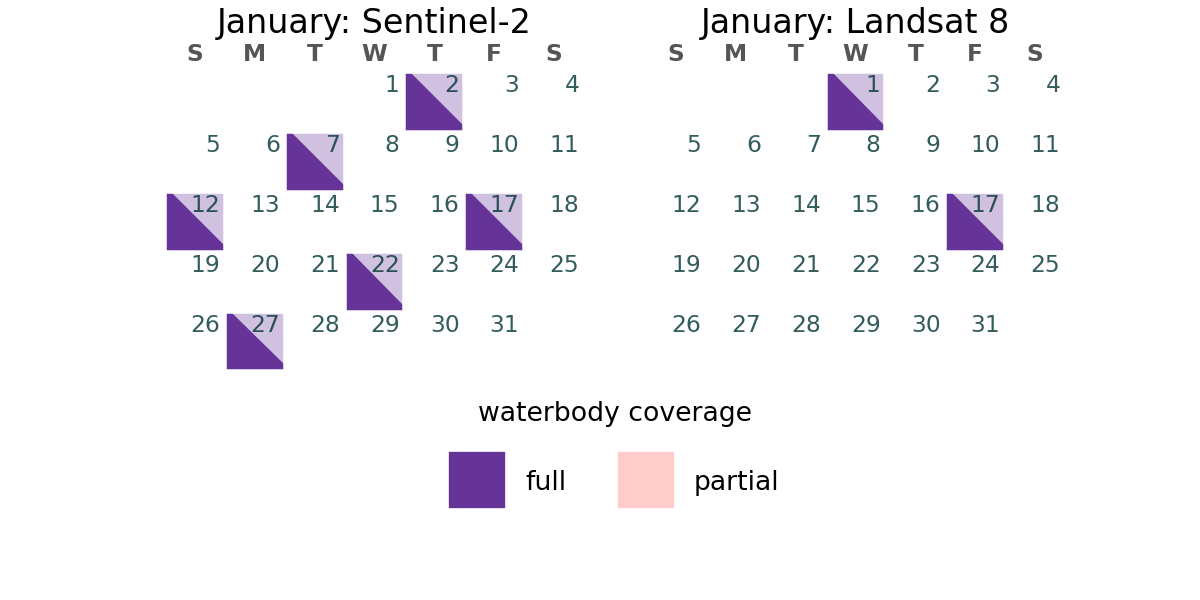 January: Sentinel-2
S M T W T F S
1 2 3 4
5 6 7 8 9 10 11
12 13 14 15 16 17 18
19 20 21 22 23 24 25
26 27 28 29 30 31
January: Landsat 8
S M T W T F S
1 2 3 4
5 6 7 8 9 10 11
12 13 14 15 16 17 18
19 20 21 22 23 24 25
26 27 28 29 30 31
waterbody coverage
full partial